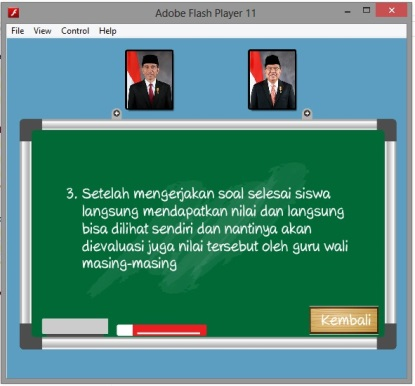 Adobe Flash Player 11
File View Control Help
3. Setelah mengerjakan soal selesai siswa
langsung mendapatkan nilai dan langsung
bisa dilihat sendiri dan nantinya akan
dievaluasi juga nilai tersebut oleh guru wali
masing-masing
Kembali